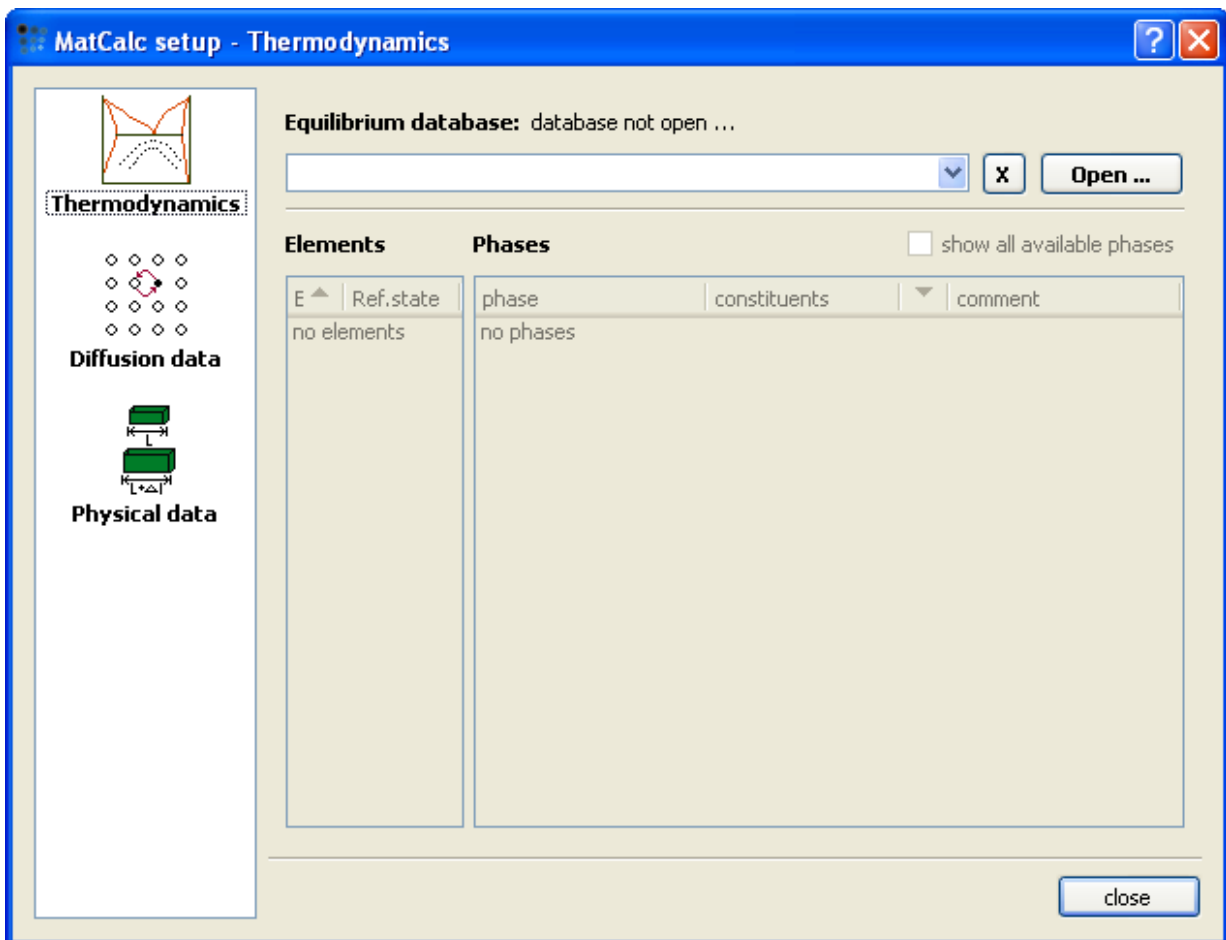 MatCalc setup - Thermodynamics
?
X
Thermodynamics
Diffusion data
L
L+Δl
Physical data
Equilibrium database: database not open ...
x
Open ...
Elements
Phases
show all available phases
E Ref.state
no elements
phase constituents comment
no phases
close